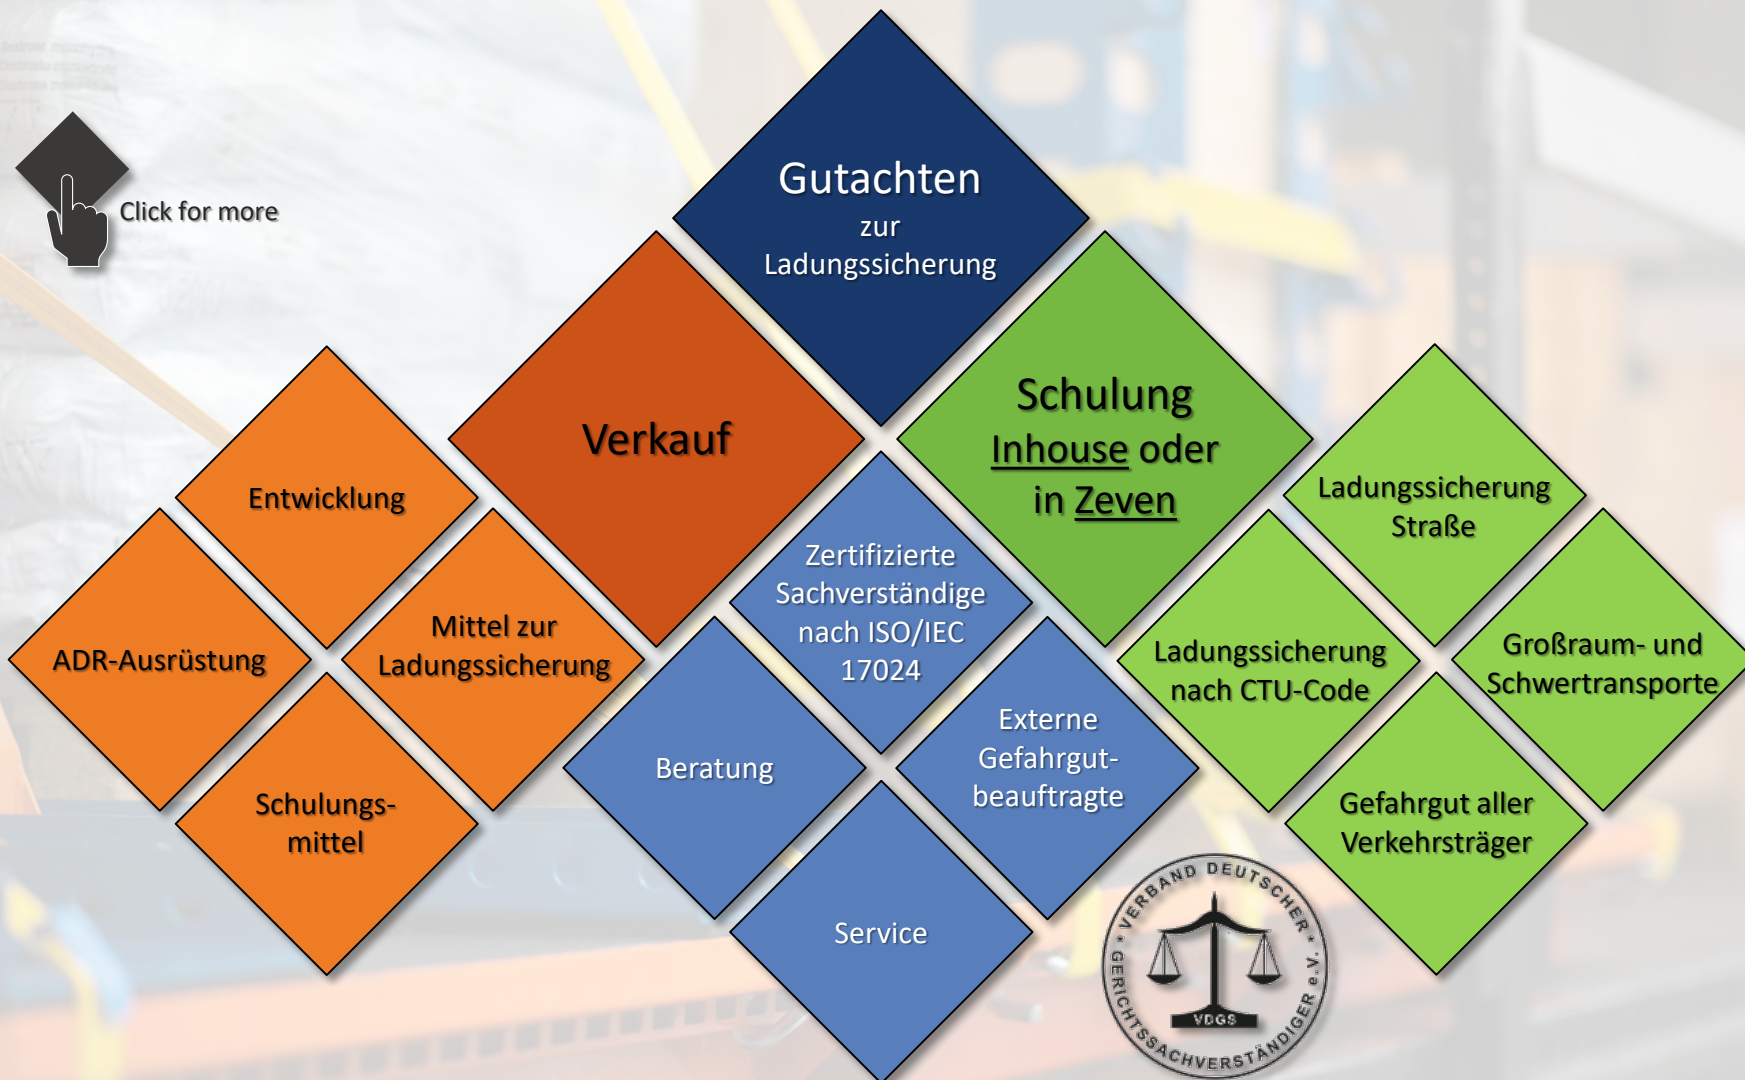 Click for more
Gutachten
zur
Ladungssicherung
Verkauf
Schulung
Inhouse oder
in Zeven
Entwicklung
ADR-Ausrüstung
Mittel zur
Ladungssicherung
Schulungs-
mittel
Zertifizierte
Sachverständige
nach ISO/IEC
17024
Beratung
Externe
Gefahrgut-
beauftragte
Service
Ladungssicherung
Straße
Ladungssicherung
nach CTU-Code
Großraum- und
Schwertransporte
Gefahrgut aller
Verkehrsträger
* VERBAND DEUTSCHER *
GERICHTSSACHVERSTÄNDIGER e.V.
VDGS